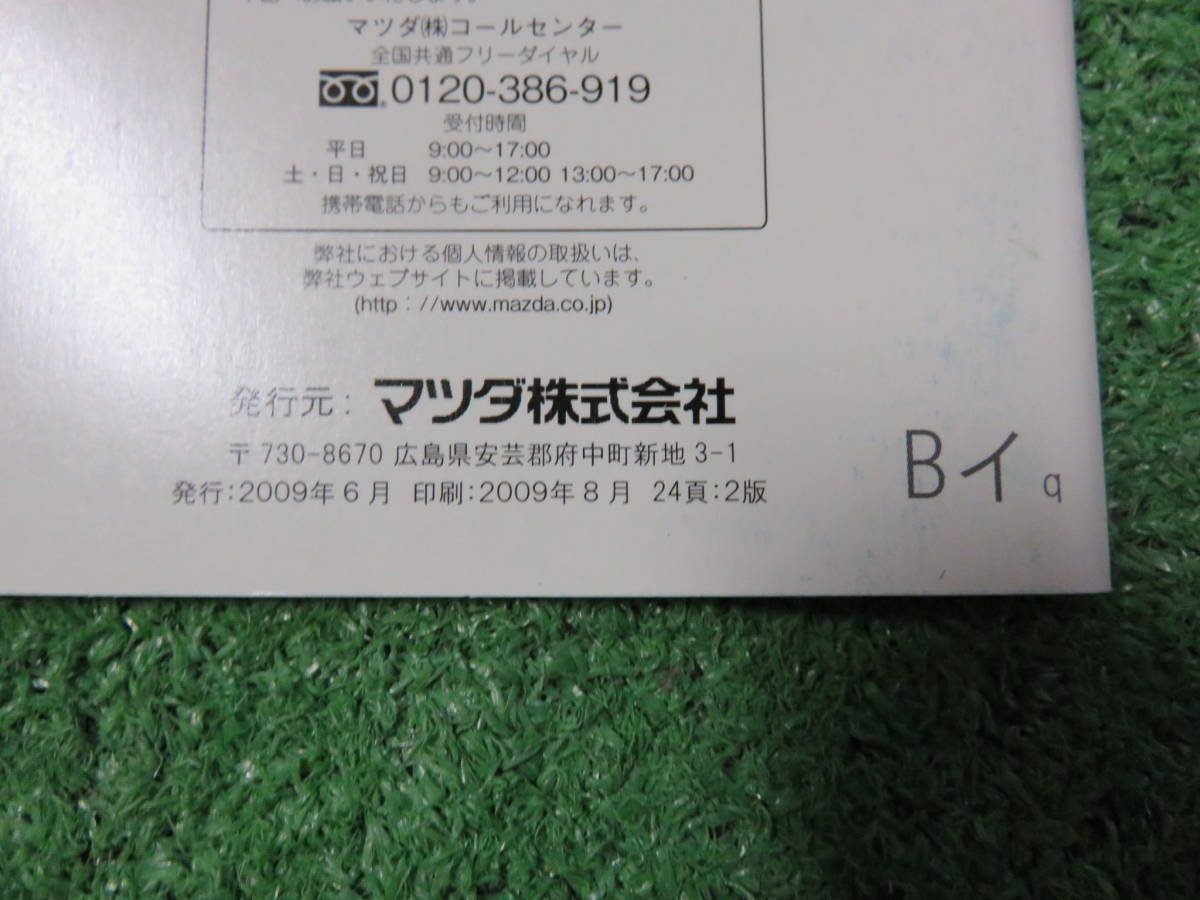 マツダ(株)コールセンター
全国共通フリーダイヤル
0120-386-919
受付時間
平日 9:00〜17:00
土・日・祝日 9:00〜12:00 13:00〜17:00
携帯電話からもご利用になれます。
弊社における個人情報の取扱いは、
弊社ウェブサイトに掲載しています。
(http://www.mazda.co.jp)
発行元: マツダ株式会社
〒730-8670 広島県安芸郡府中町新地 3-1
発行:2009年6月 印刷:2009年8月 24頁:2版
Bイq